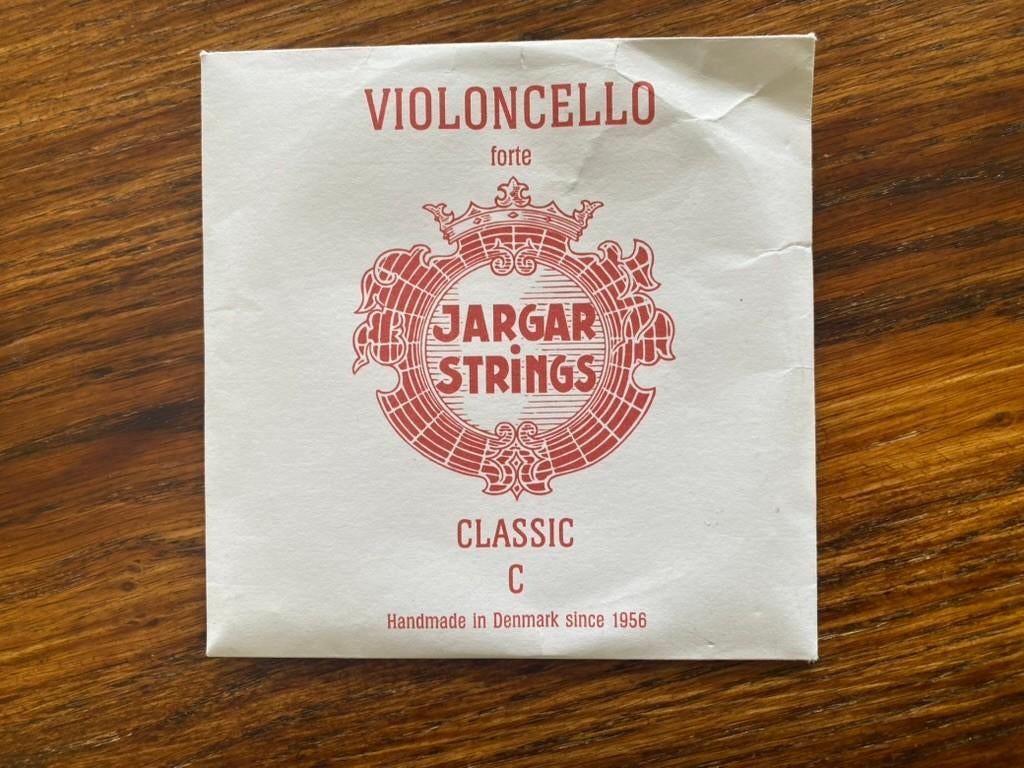 VIOLONCELLO
forte
JARGAR
STRiNGS
CLASSIC
C
Handmade in Denmark since 1956